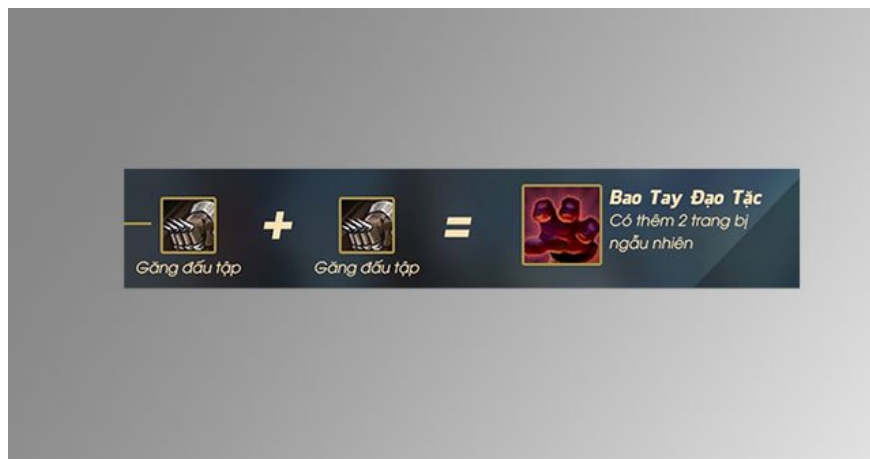 Găng đấu tập
+
Găng đấu tập
=
Bao Tay Đạo Tặc
Có thêm 2 trang bị
ngẫu nhiên